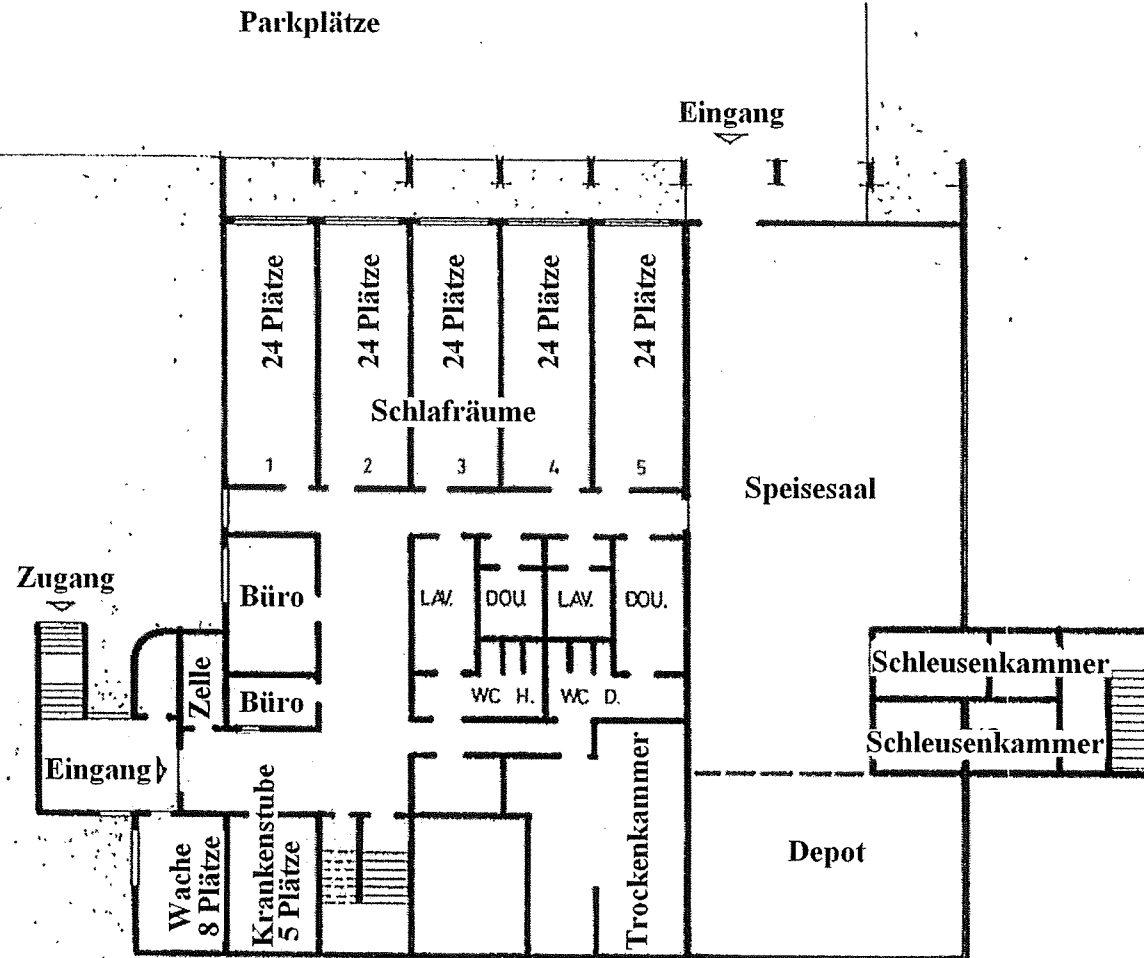 Parkplätze
Eingang
24 Plätze
24 Plätze
24 Plätze
24 Plätze
24 Plätze
Schlafräume
1
2
3
4
5
Speisesaal
Zugang
Büro
LAV.
DOU.
LAV.
DOU.
Zelle
Büro
WC H.
WC D.
Schleusenkammer
Schleusenkammer
Eingang
Wache
8 Plätze
Krankenstube
5 Plätze
Trockenkammer
Depot